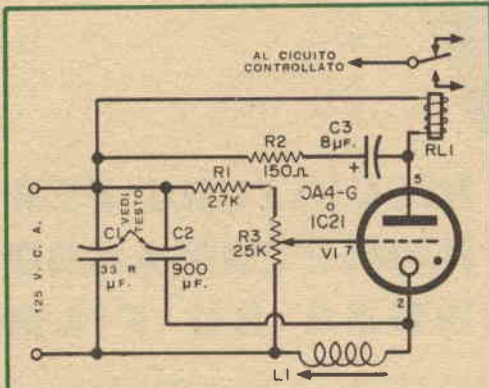 AL CICUITO
CONTROLLATO
C3
8µF.
R2
150Ω
RL1
R1
27K
+
5
OA4-G
o
1C21
125 V. C. A.
C1
VEDI
TESTO
C2
R3
25K
V1
7
33 R
µF.
900
µF.
2
L1